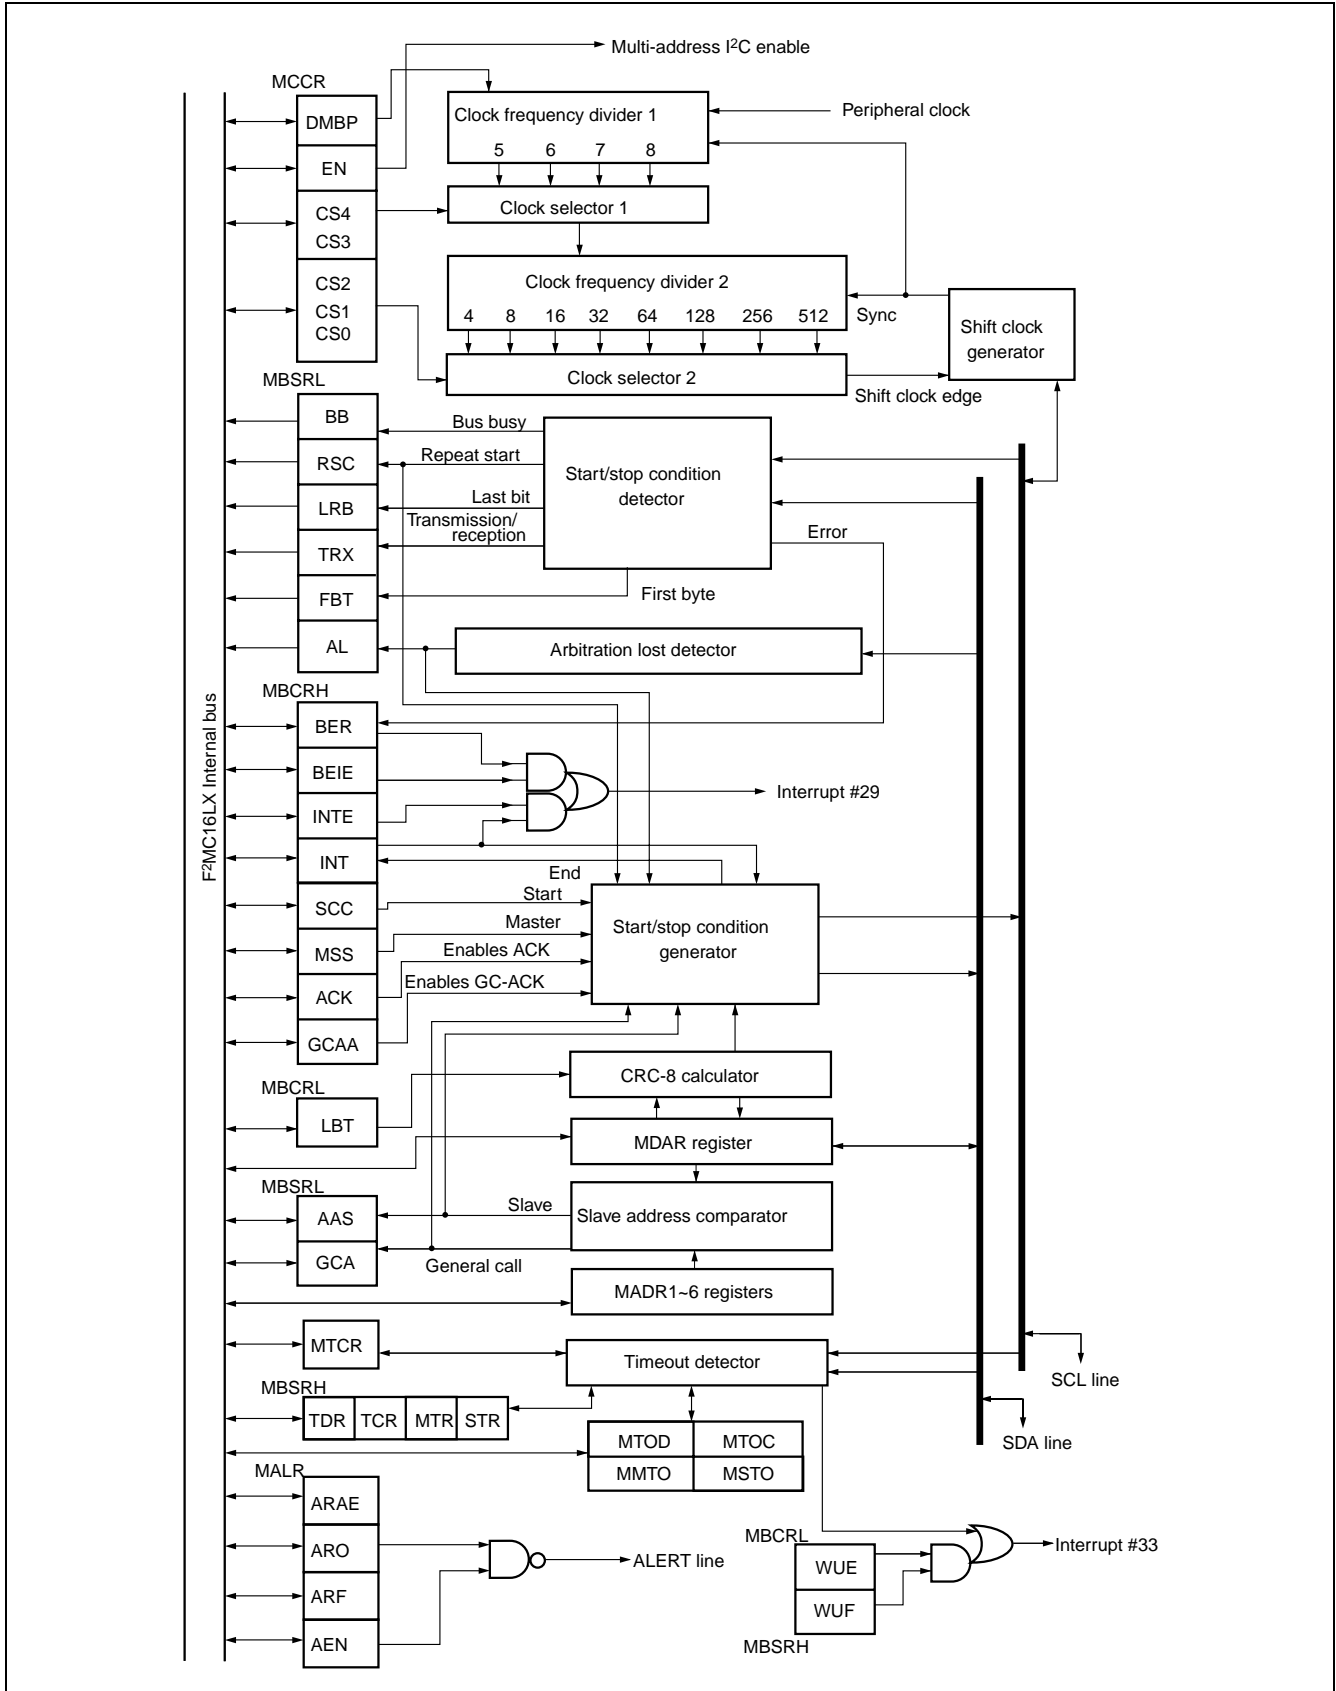 Multi-address I²C enable
MCCR
DMBP
EN
CS4
CS3
CS2
CS1
CS0
Clock frequency divider 1
5 6 7 8
Peripheral clock
Clock selector 1
Clock frequency divider 2
4 8 16 32 64 128 256 512
Sync
Shift clock
generator
Clock selector 2
Shift clock edge
MBSRL
BB
RSC
LRB
TRX
FBT
AL
Bus busy
Repeat start
Last bit
Transmission/
reception
Start/stop condition
detector
Error
First byte
Arbitration lost detector
F²MC16LX Internal bus
MBCRH
BER
BEIE
INTE
INT
SCC
MSS
ACK
GCAA
Interrupt #29
End
Start
Master
Enables ACK
Enables GC-ACK
Start/stop condition
generator
MBCRL
LBT
CRC-8 calculator
MDAR register
MBSRL
AAS
GCA
Slave
General call
Slave address comparator
MADR1~6 registers
MTCR
Timeout detector
MBSRH
TDR TCR MTR STR
MTOD MTOC
MMTO MSTO
SCL line
SDA line
MALR
ARAE
ARO
ARF
AEN
ALERT line
MBCRL
WUE
WUF
MBSRH
Interrupt #33